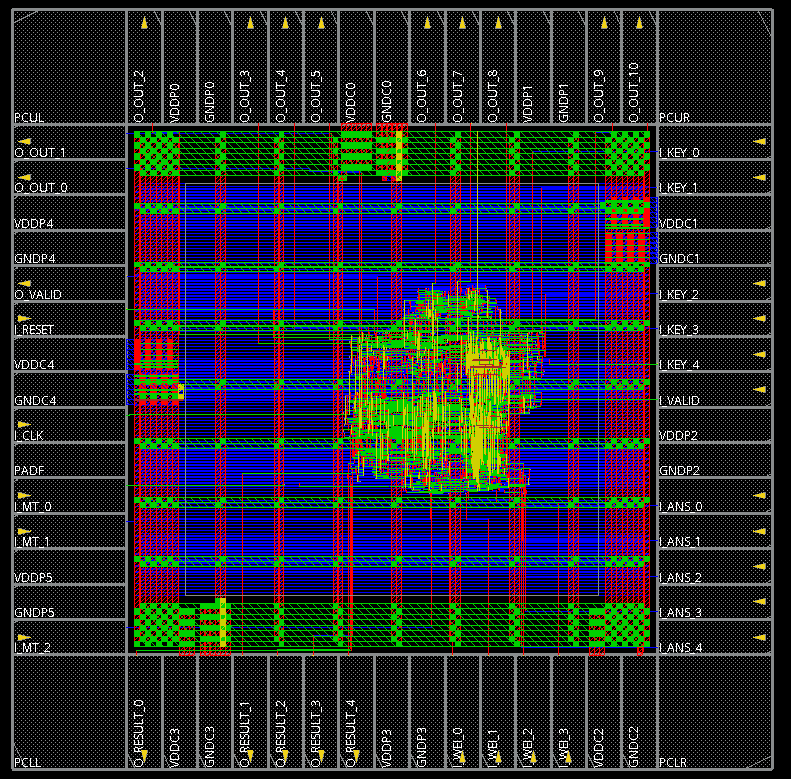 O_OUT_2
VDDP0
GNDP0
O_OUT_3
O_OUT_4
O_OUT_5
VDDC0
GNDC0
O_OUT_6
O_OUT_7
O_OUT_8
VDDP1
GNDP1
O_OUT_9
O_OUT_10
PCUL
PCUR
O_OUT_1
I_KEY_0
O_OUT_0
I_KEY_1
VDDP4
VDDC1
GNDP4
GNDC1
O_VALID
I_KEY_2
I_RESET
I_KEY_3
VDDC4
I_KEY_4
GNDC4
I_VALID
I_CLK
VDDP2
PADF
GNDP2
I_MT_0
I_ANS_0
I_MT_1
I_ANS_1
VDDP5
I_ANS_2
GNDP5
I_ANS_3
I_MT_2
I_ANS_4
O_RESULT_0
VDDC3
GNDC3
O_RESULT_1
O_RESULT_2
O_RESULT_3
O_RESULT_4
VDDP3
GNDP3
I_WEI_0
I_WEI_1
I_WEI_2
I_WEI_3
VDDC2
GNDC2
PCLL
PCLR